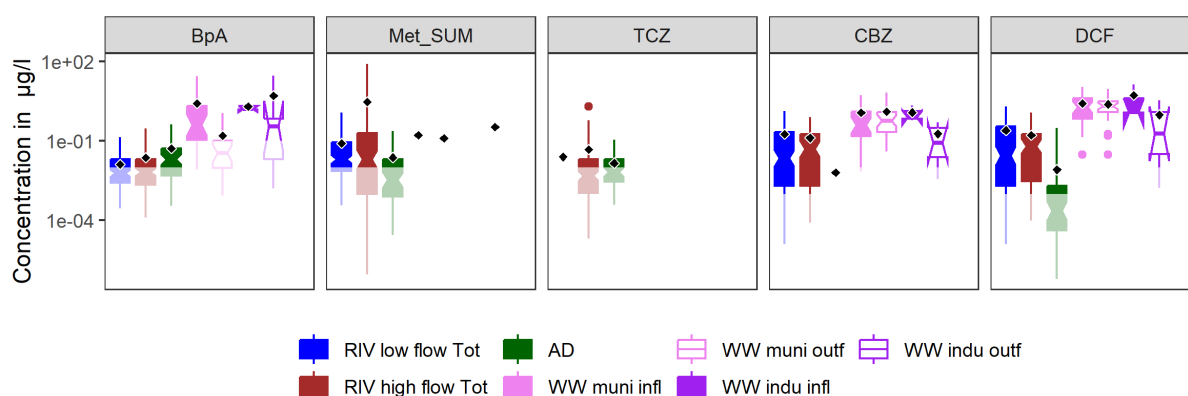 BpA Met_SUM TCZ CBZ DCF
Concentration in µg/l
1e+02
1e-01
1e-04
RIV low flow Tot AD WW muni outf WW indu outf
RIV high flow Tot WW muni infl WW indu infl